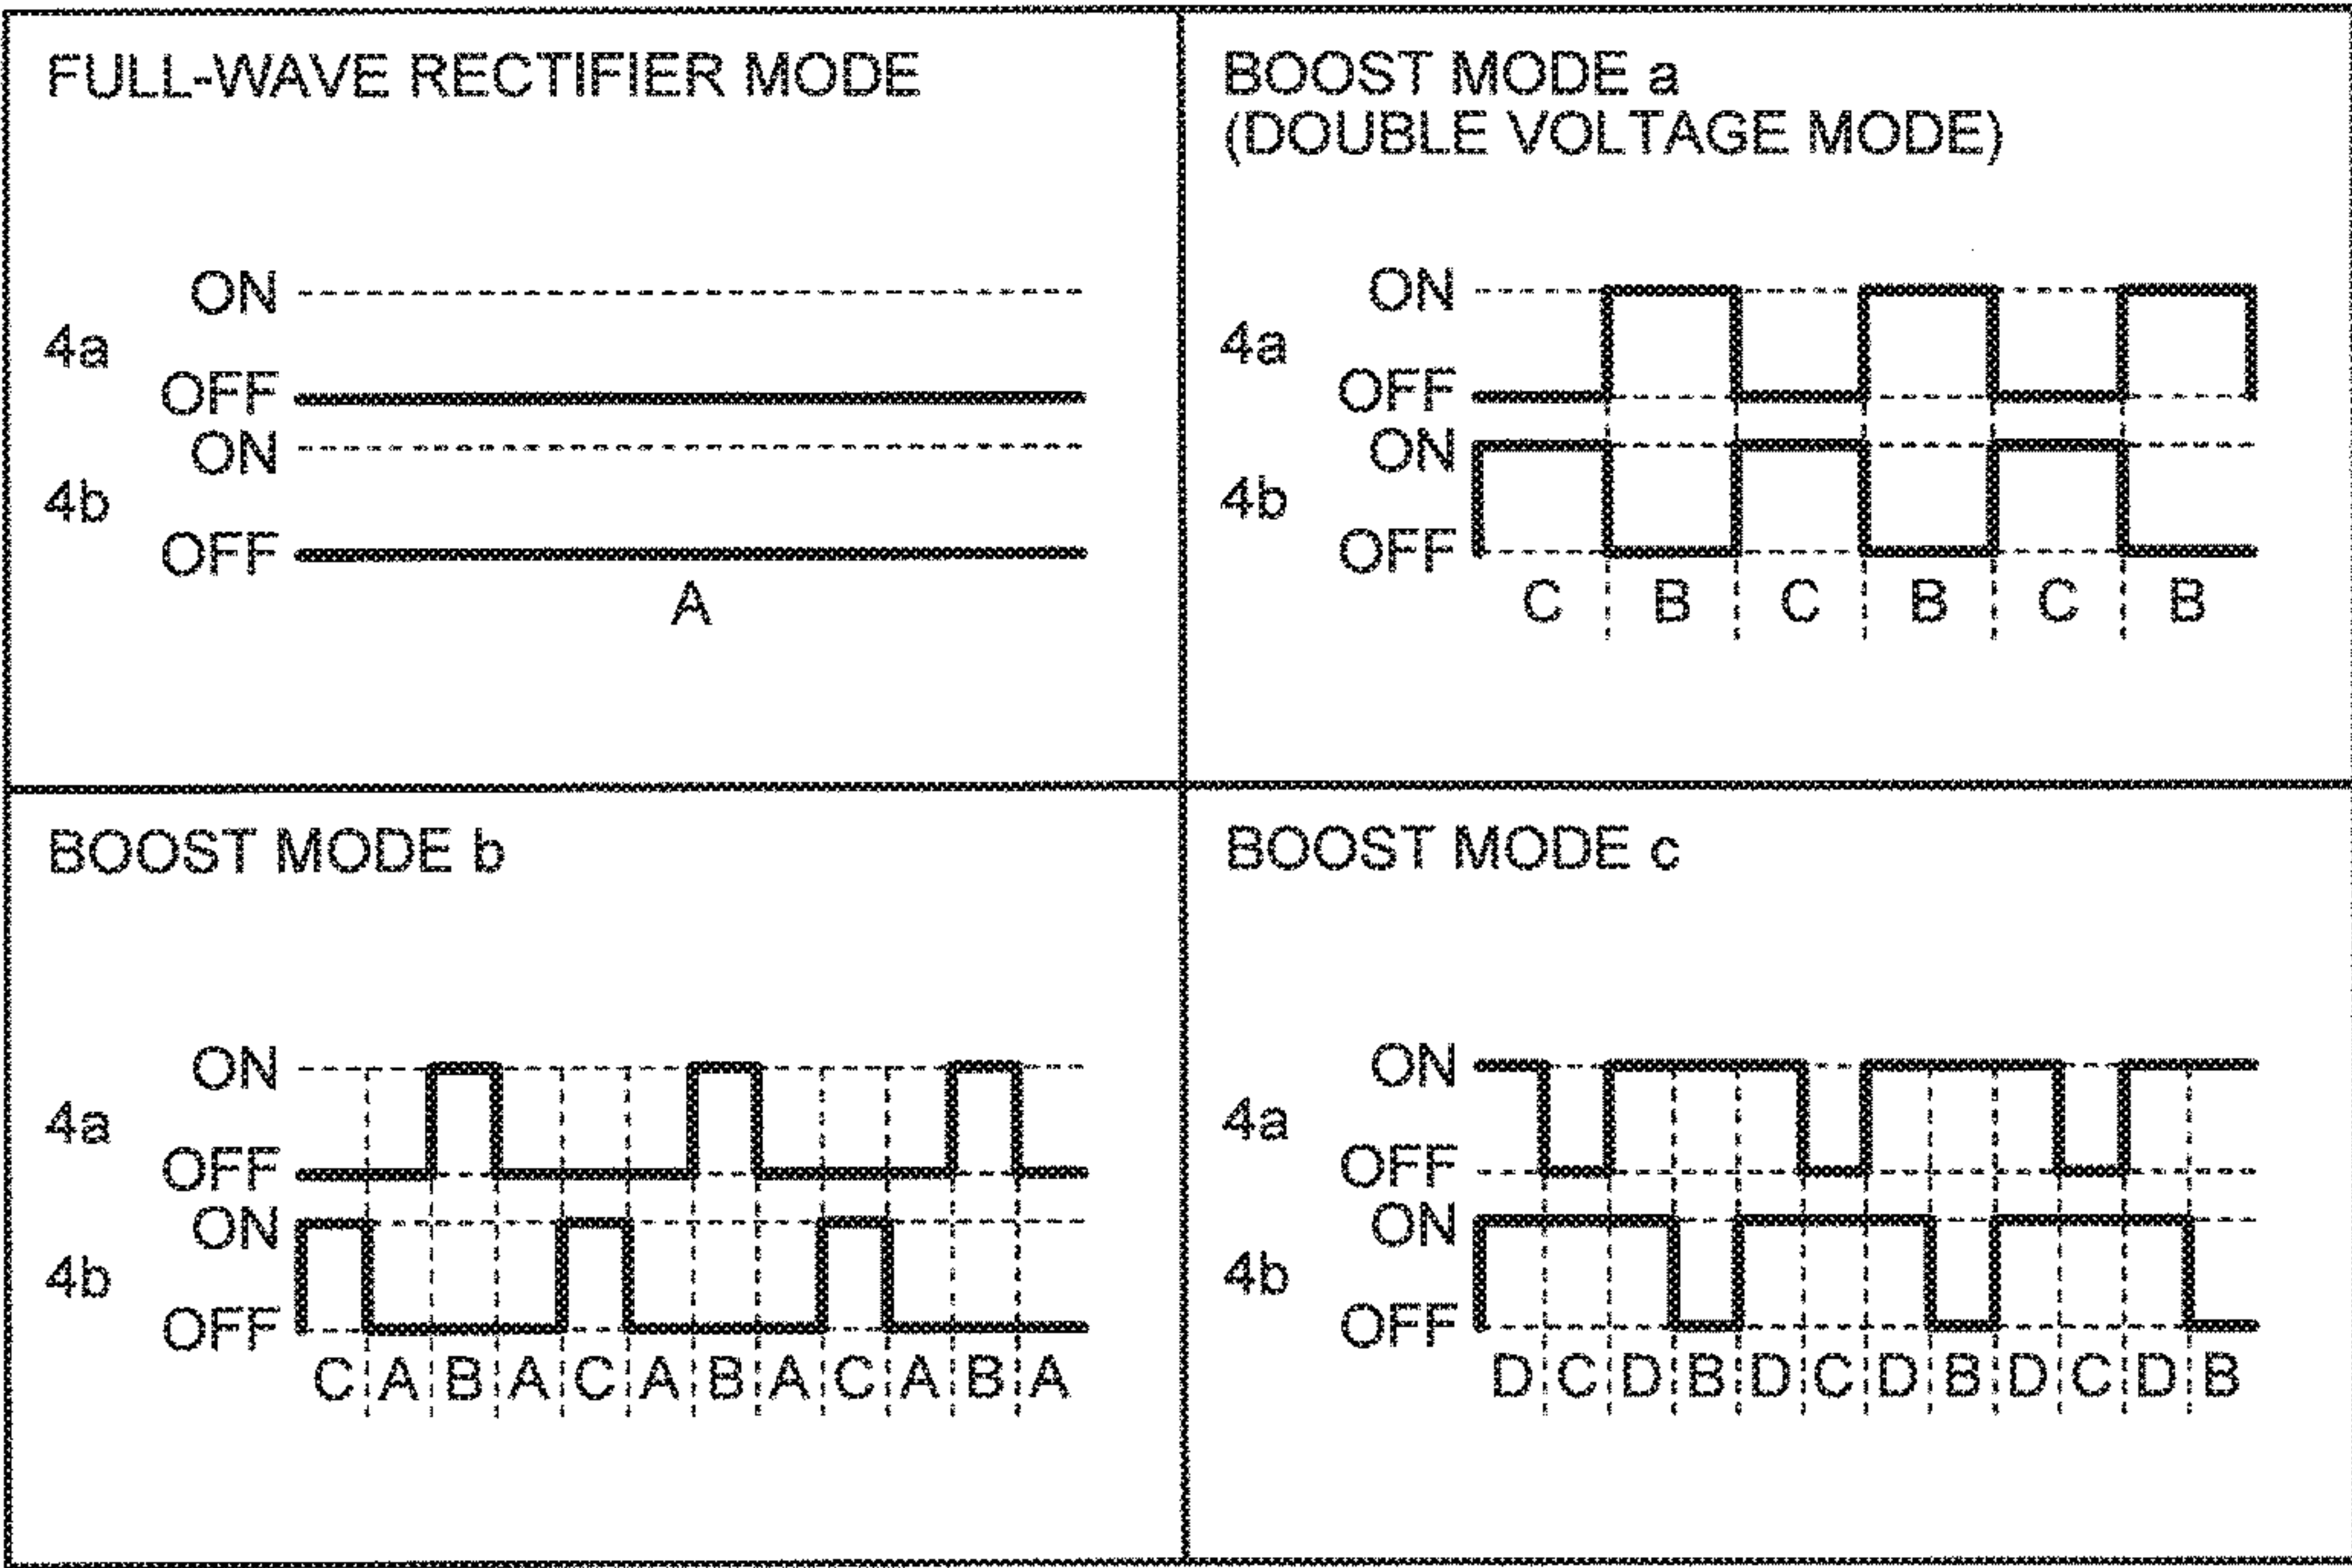 FULL-WAVE RECTIFIER MODE
ON
4a
OFF
ON
4b
OFF
A
BOOST MODE a
(DOUBLE VOLTAGE MODE)
ON
4a
OFF
ON
4b
OFF
C B C B C B
BOOST MODE b
ON
4a
OFF
ON
4b
OFF
C A B A C A B A C A B A
BOOST MODE c
ON
4a
OFF
ON
4b
OFF
D C D B D C D B D C D B